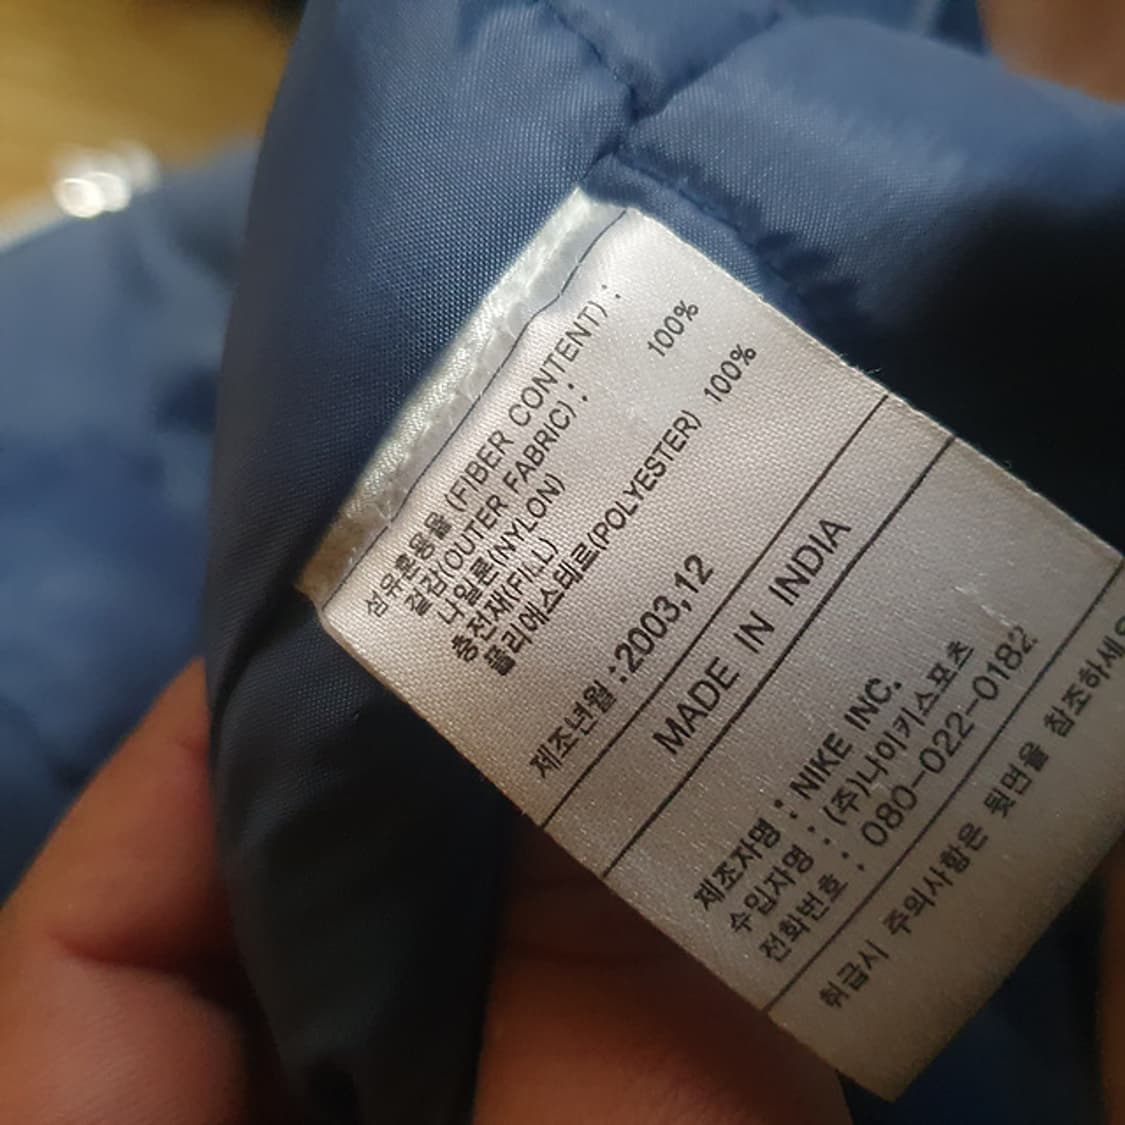 섬유혼용율 (FIBER CONTENT) :
겉감(OUTER FABRIC) :
나일론(NYLON) 100%
충전재(FILL)
폴리에스테르(POLYESTER) 100%
제조년월 : 2003,12
MADE IN INDIA
제조자명 : NIKE INC.
수입자명 : (주)나이키스포츠
전화번호 : 080-022-0182
취급시 주의사항은 뒷면을 참조하세요